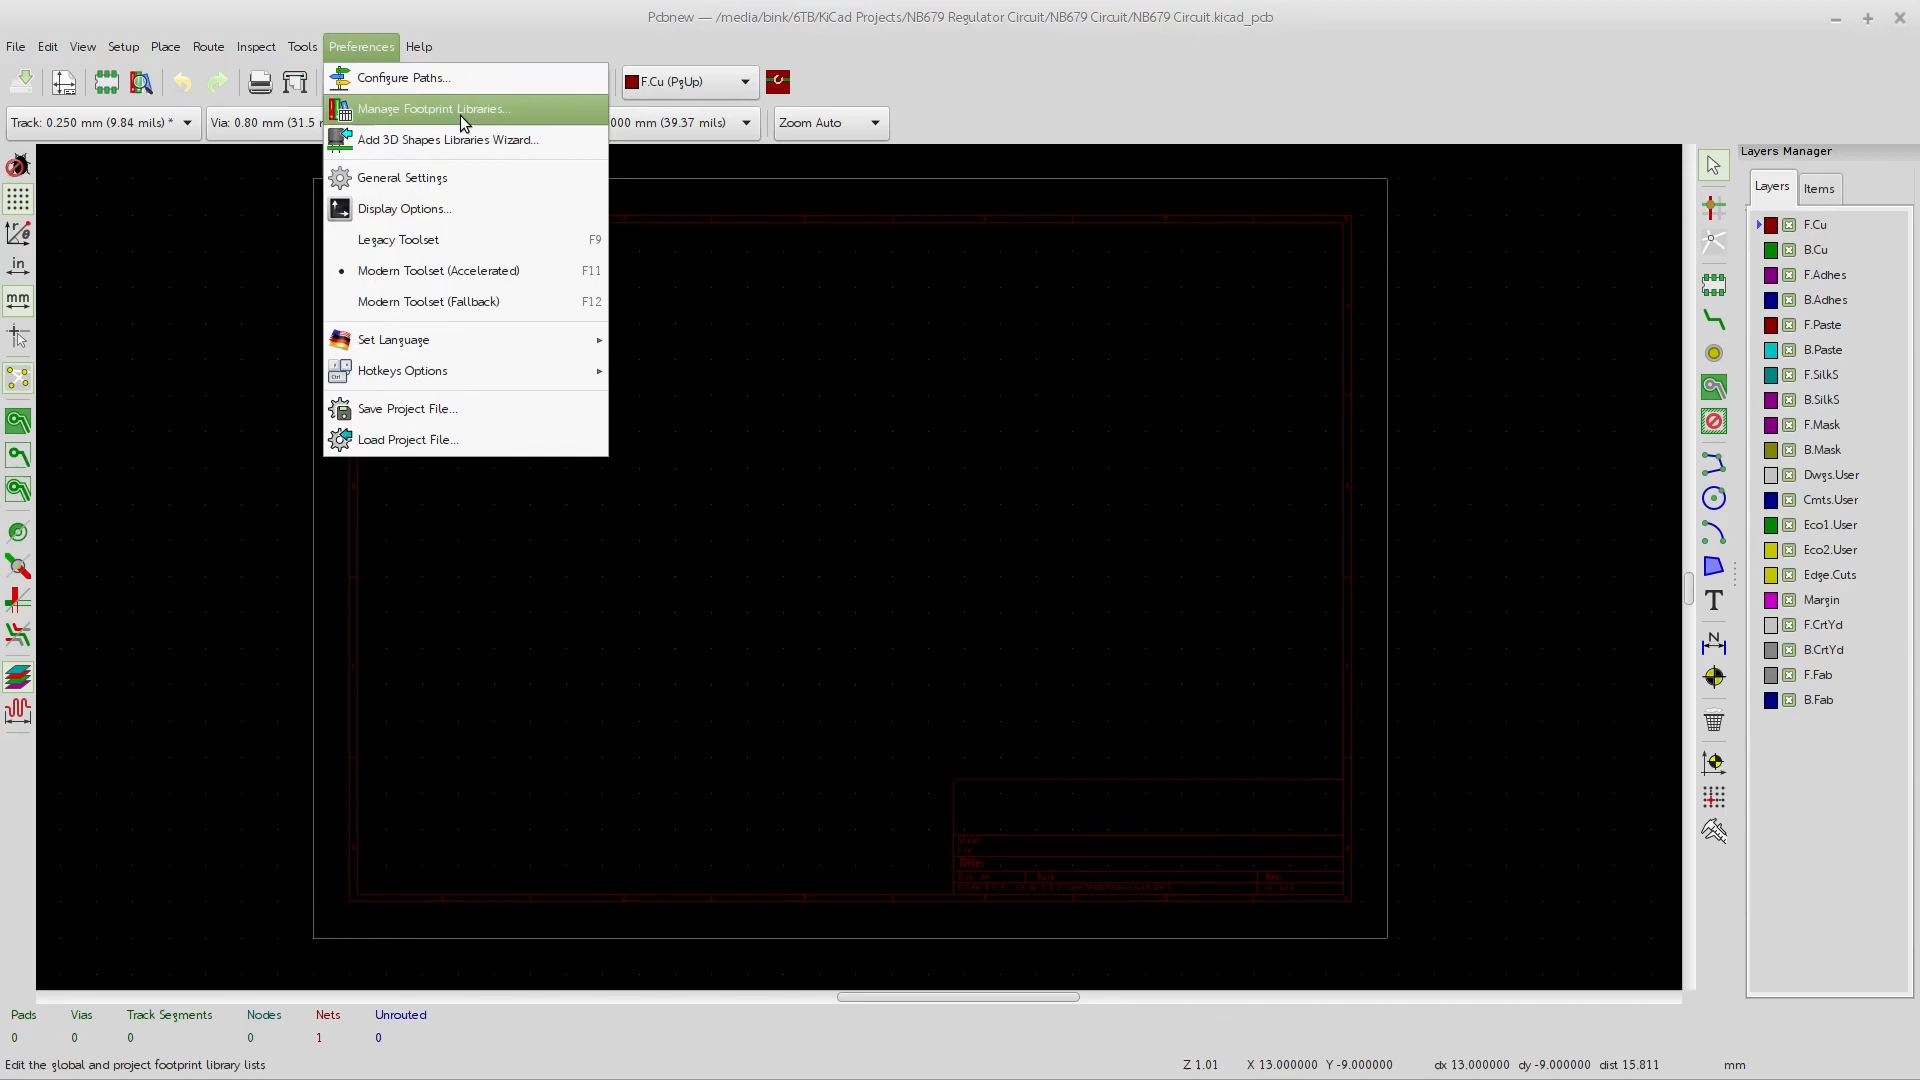 Pcbnew — /media/bink/6TB/KiCad Projects/NB679 Regulator Circuit/NB679 Circuit/NB679 Circuit.kicad_pcb
File Edit View Setup Place Route Inspect Tools Preferences Help
Configure Paths...
F.Cu (PgUp)
Manage Footprint Libraries...
Track: 0.250 mm (9.84 mils) *
Via: 0.80 mm (31.5
000 mm (39.37 mils)
Zoom Auto
Add 3D Shapes Libraries Wizard...
General Settings
Display Options...
Legacy Toolset F9
Modern Toolset (Accelerated) F11
Modern Toolset (Fallback) F12
Set Language
Hotkeys Options
Save Project File...
Load Project File...
in
mm
Layers Manager
Layers Items
F.Cu
B.Cu
F.Adhes
B.Adhes
F.Paste
B.Paste
F.SilkS
B.SilkS
F.Mask
B.Mask
Dwgs.User
Cmts.User
Eco1.User
Eco2.User
Edge.Cuts
Margin
F.CrtYd
B.CrtYd
F.Fab
B.Fab
Title:
Pads Vias Track Segments Nodes Nets Unrouted
0 0 0 0 1 0
Edit the global and project footprint library lists
Z 1.01 X 13.000000 Y -9.000000 dx 13.000000 dy -9.000000 dist 15.811 mm